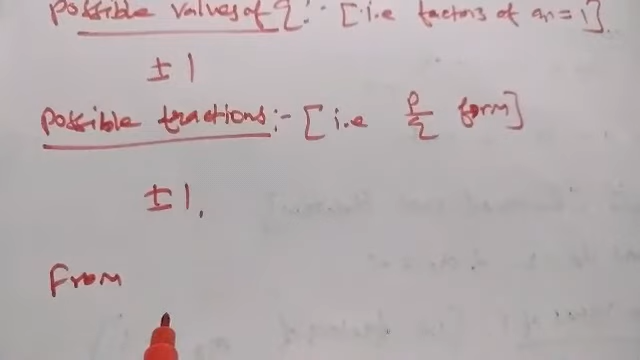 possible values of q :- [i.e factors of an = 1]
± 1
possible fractions :- [i.e p/q form]
± 1.
From